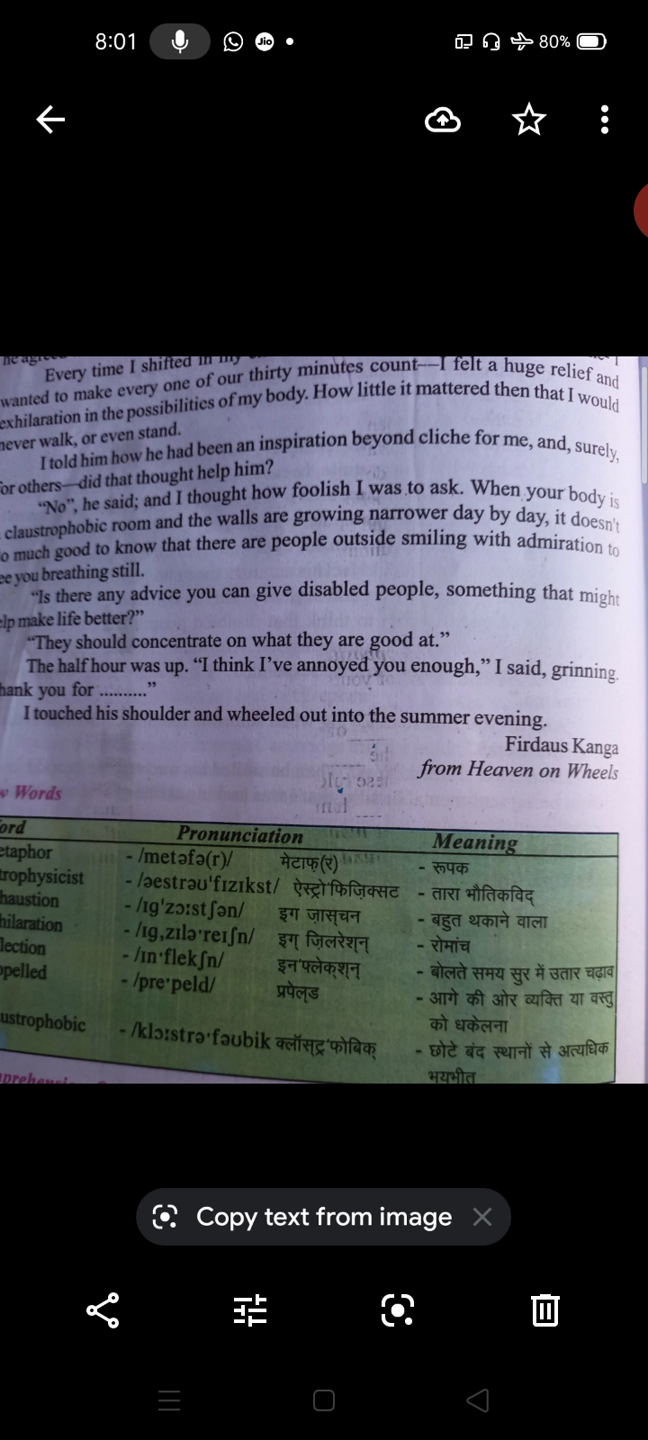 8:01
Jio
80%
Every time I shifted in my
wanted to make every one of our thirty minutes count—I felt a huge relief and
exhilaration in the possibilities of my body. How little it mattered then that I would
never walk, or even stand.
I told him how he had been an inspiration beyond cliche for me, and, surely,
for others—did that thought help him?
“No”, he said; and I thought how foolish I was to ask. When your body is
claustrophobic room and the walls are growing narrower day by day, it doesn't
o much good to know that there are people outside smiling with admiration to
ee you breathing still.
“Is there any advice you can give disabled people, something that might
elp make life better?”
“They should concentrate on what they are good at.”
The half hour was up. “I think I’ve annoyed you enough,” I said, grinning.
hank you for ..........”
I touched his shoulder and wheeled out into the summer evening.
Firdaus Kanga
from Heaven on Wheels
w Words
ord Pronunciation Meaning
etaphor - /metəfə(r)/ मेटाफ़(र) - रूपक
trophysicist - /əestrəʊ'fɪzɪkst/ ऐस्ट्रो'फिज़िक्सट - तारा भौतिकविद्
haustion - /ɪg'zɔːstʃən/ इग ज़ास्चन - बहुत थकाने वाला
hilaration - /ɪg,zɪlə'reɪʃn/ इग् ज़िलरेश्न् - रोमांच
lection - /ɪn'flekʃn/ इन'फ्लेक्श्न् - बोलते समय सुर में उतार चढ़ाव
opelled - /pre'peld/ प्रपेल्ड - आगे की ओर व्यक्ति या वस्तु
को धकेलना
ustrophobic - /klɔːstrə'fəʊbik क्लॉस्ट्र'फोबिक् - छोटे बंद स्थानों से अत्यधिक
भयभीत
Copy text from image